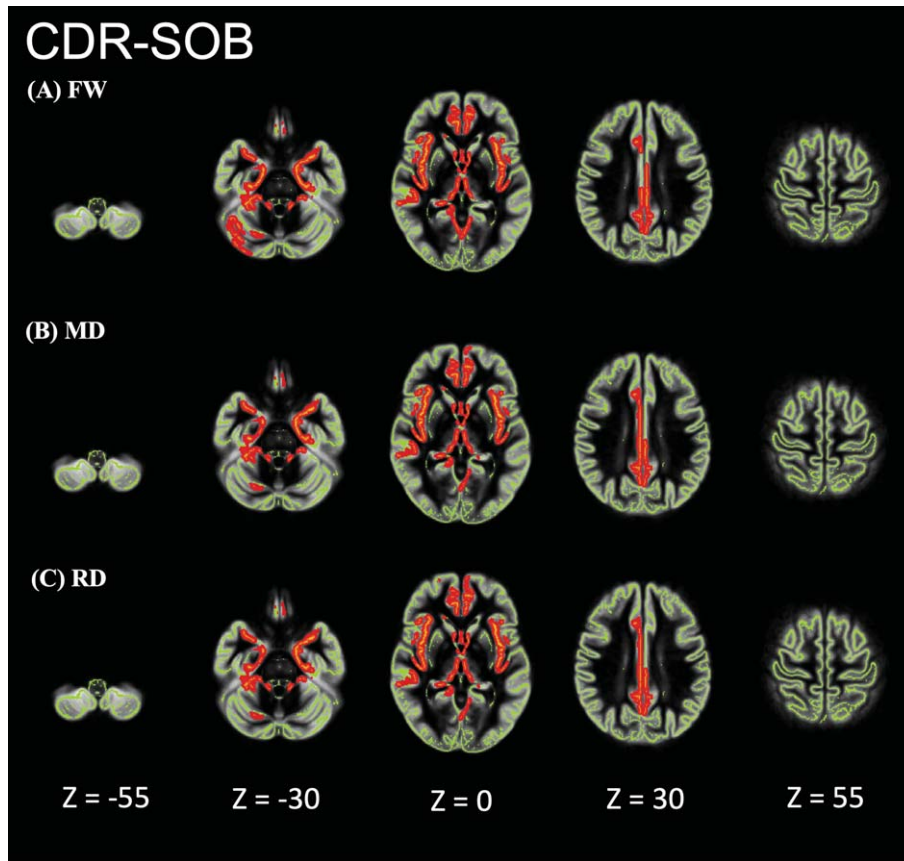 CDR-SOB
(A) FW
(B) MD
(C) RD
Z = -55 Z = -30 Z = 0 Z = 30 Z = 55